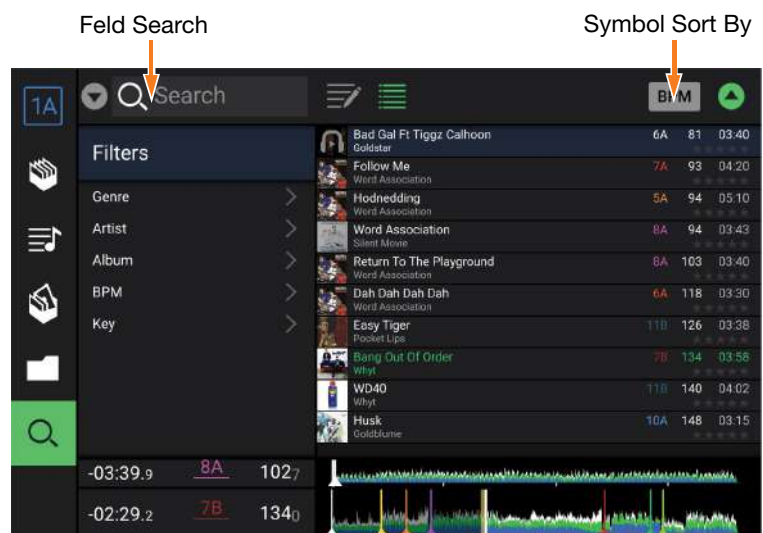 Feld Search
Symbol Sort By
1A
Search
BPM
Filters
Genre
Artist
Album
BPM
Key
Bad Gal Ft Tiggz Calhoon 6A 81 03:40
Goldstar
Follow Me 7A 93 04:20
Word Association
Hodnedding 5A 94 05:10
Word Association
Word Association 8A 94 03:43
Silent Movie
Return To The Playground 8A 103 03:40
Word Association
Dah Dah Dah Dah 6A 118 03:30
Word Association
Easy Tiger 11B 126 03:38
Pocket Lips
Bang Out Of Order 7B 134 03:58
Whyt
WD40 11B 140 04:02
Whyt
Husk 10A 148 03:15
Goldblume
-03:39.9 8A 1027
-02:29.2 7B 1340